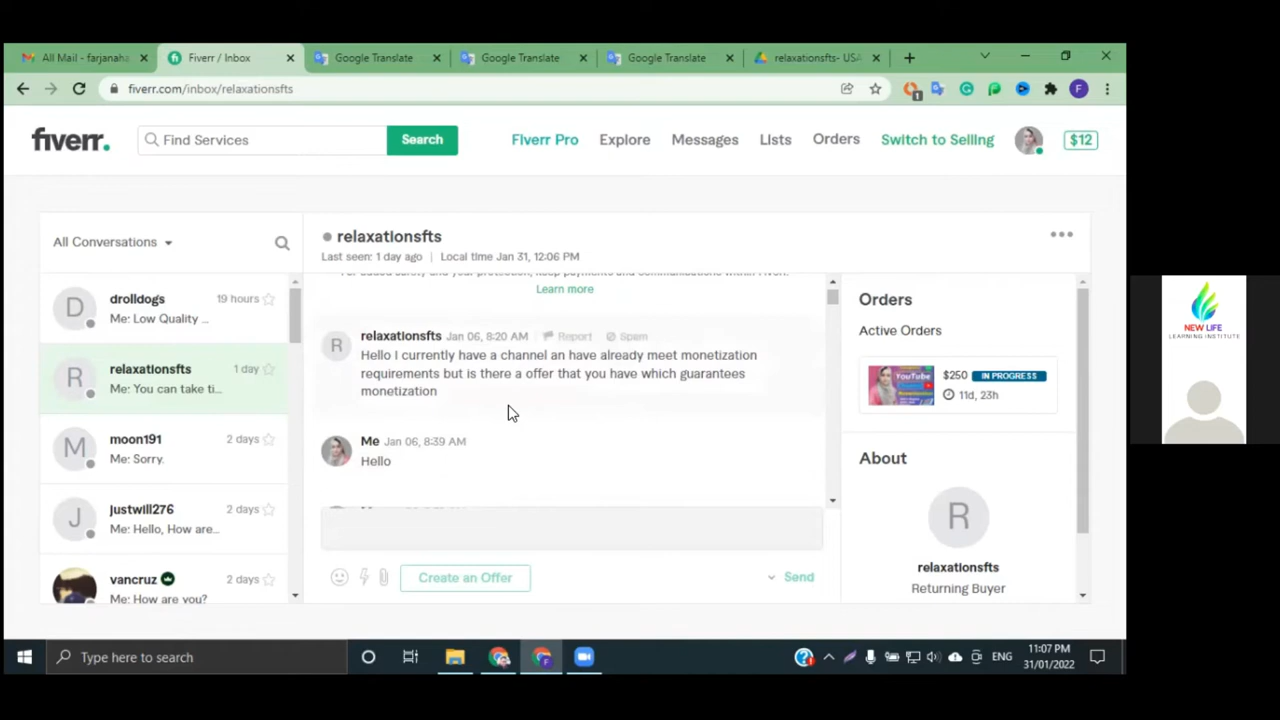 All Mail - farjanaha
Fiverr / Inbox
Google Translate
Google Translate
Google Translate
relaxationsfts- USA
fiverr.com/inbox/relaxationsfts
1
F
fiverr.
Find Services
Search
Fiverr Pro
Explore
Messages
Lists
Orders
Switch to Selling
$12
All Conversations
relaxationsfts
Last seen: 1 day ago | Local time Jan 31, 12:06 PM
D
drolldogs
19 hours
Me: Low Quality ...
R
relaxationsfts
1 day
Me: You can take ti...
M
moon191
2 days
Me: Sorry.
J
justwill276
2 days
Me: Hello, How are...
vancruz
2 days
Me: How are you?
Learn more
R
relaxationsfts Jan 06, 8:20 AM | Report Spam
Hello I currently have a channel an have already meet monetization
requirements but is there a offer that you have which guarantees
monetization
Me Jan 06, 8:39 AM
Hello
Create an Offer
Send
Orders
Active Orders
YouTube
$250 IN PROGRESS
11d, 23h
About
R
relaxationsfts
Returning Buyer
Type here to search
ENG
11:07 PM
31/01/2022
NEW LIFE
LEARNING INSTITUTE